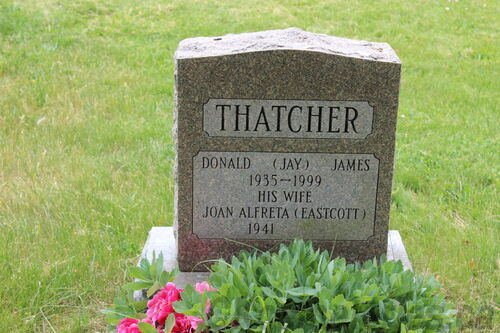 THATCHER
DONALD (JAY) JAMES
1935-1999
HIS WIFE
JOAN ALFRETA (EASTCOTT)
1941